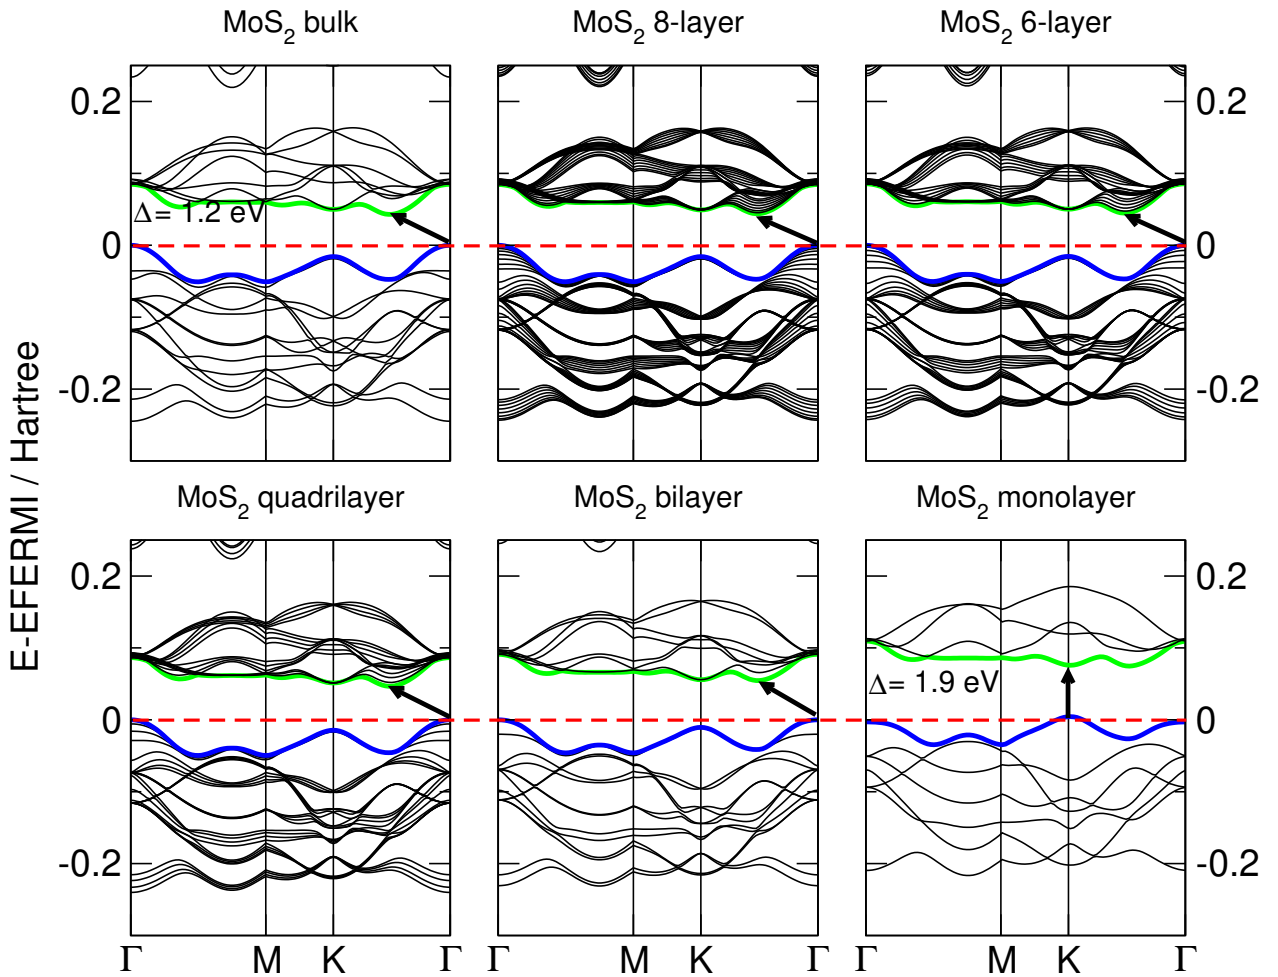 MoS2 bulk
MoS2 8-layer
MoS2 6-layer
0.2
0.2
Δ= 1.2 eV
0
0
-0.2
-0.2
E-EFERMI / Hartree
MoS2 quadrilayer
MoS2 bilayer
MoS2 monolayer
0.2
0.2
Δ= 1.9 eV
0
0
-0.2
-0.2
Γ M K Γ M K Γ M K Γ